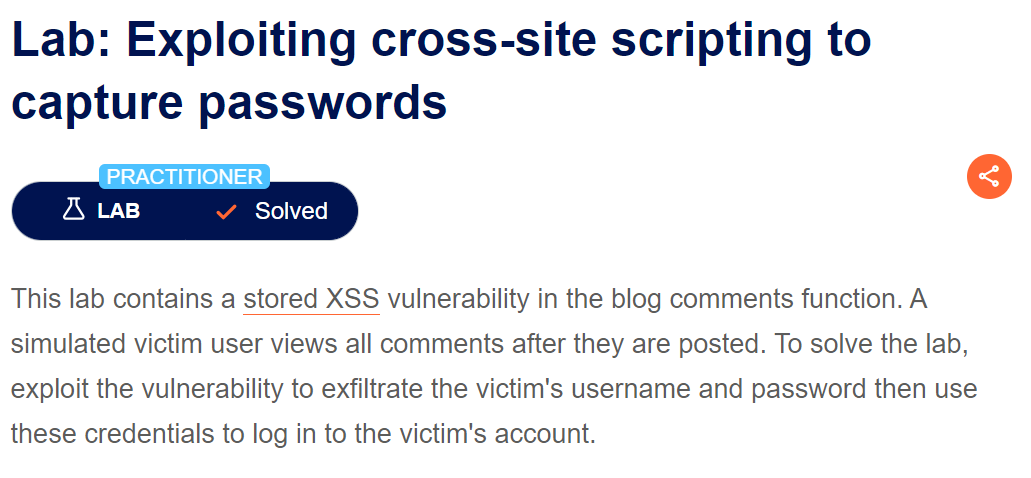 Lab: Exploiting cross-site scripting to
capture passwords
PRACTITIONER
LAB
Solved
This lab contains a stored XSS vulnerability in the blog comments function. A
simulated victim user views all comments after they are posted. To solve the lab,
exploit the vulnerability to exfiltrate the victim's username and password then use
these credentials to log in to the victim's account.